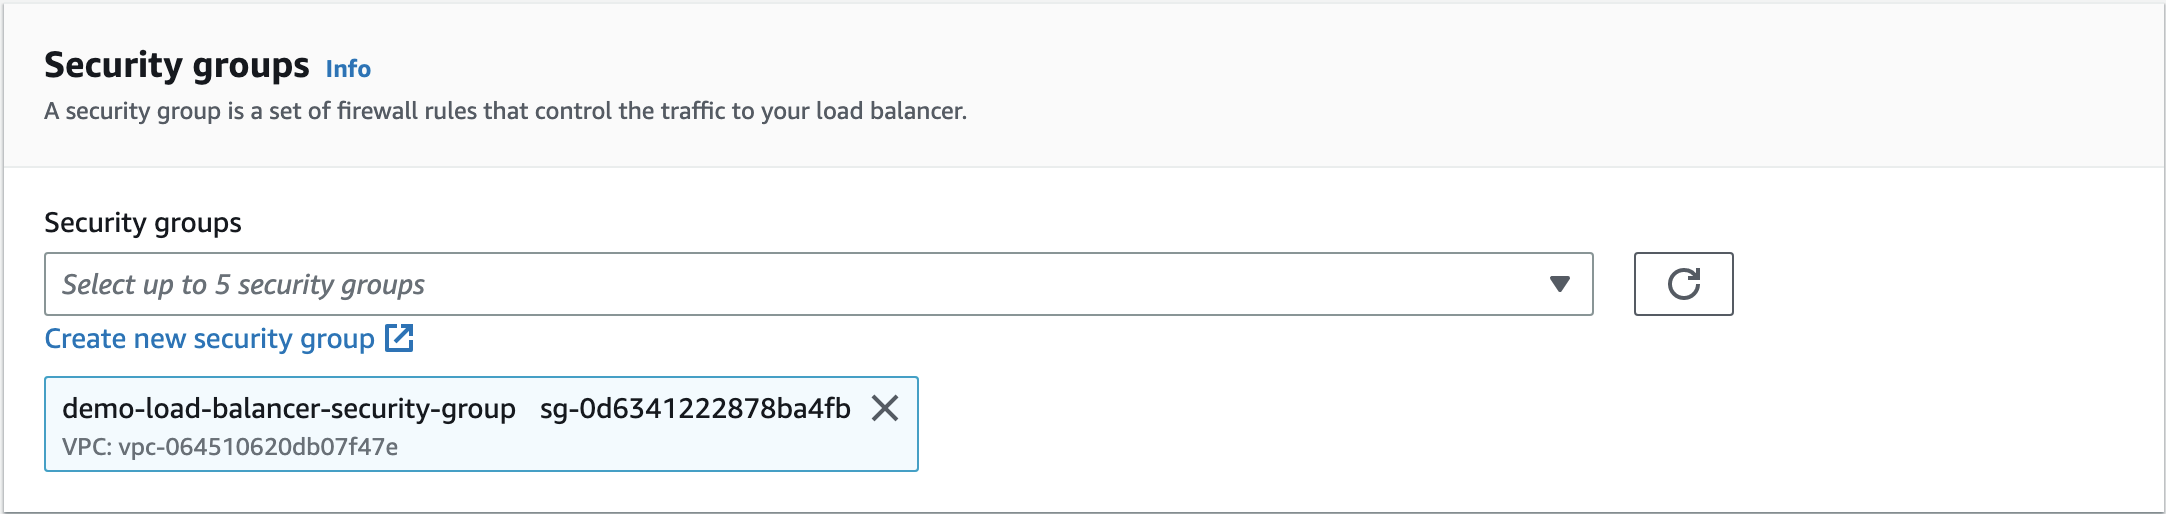 Security groups Info
A security group is a set of firewall rules that control the traffic to your load balancer.
Security groups
Select up to 5 security groups
Create new security group
demo-load-balancer-security-group sg-0d6341222878ba4fb
VPC: vpc-064510620db07f47e